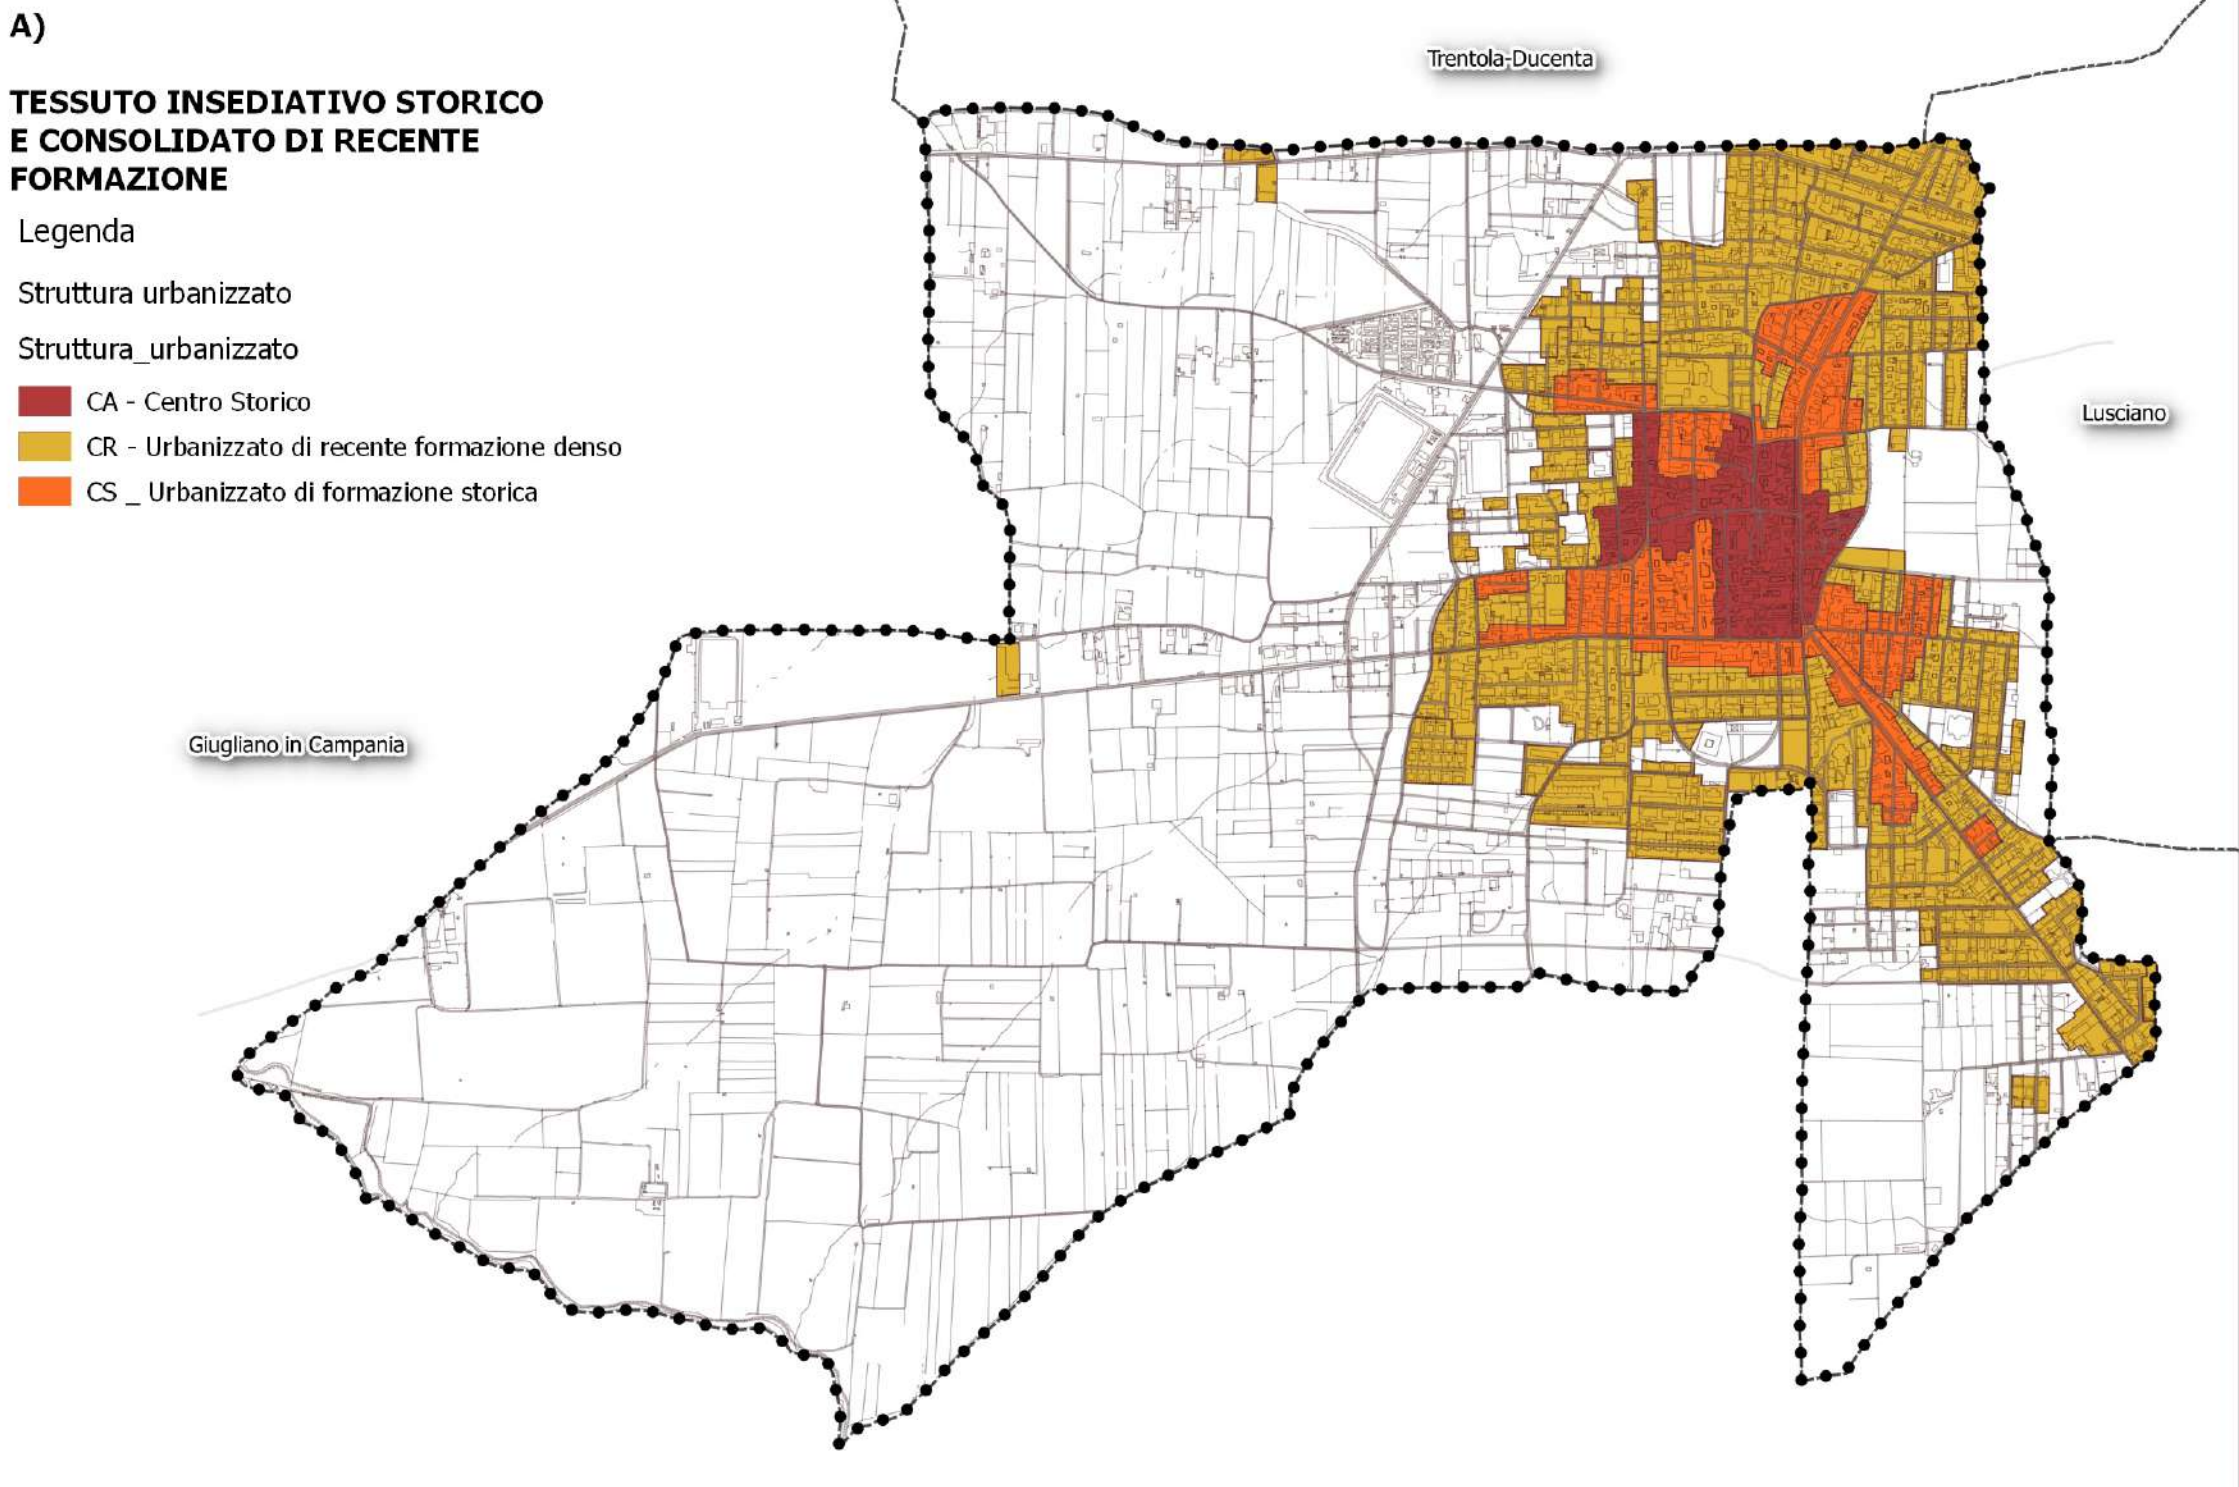 A)
TESSUTO INSEDIATIVO STORICO
E CONSOLIDATO DI RECENTE
FORMAZIONE
Legenda
Struttura urbanizzato
Struttura_urbanizzato
CA - Centro Storico
CR - Urbanizzato di recente formazione denso
CS _ Urbanizzato di formazione storica
Trentola-Ducenta
Lusciano
Giugliano in Campania